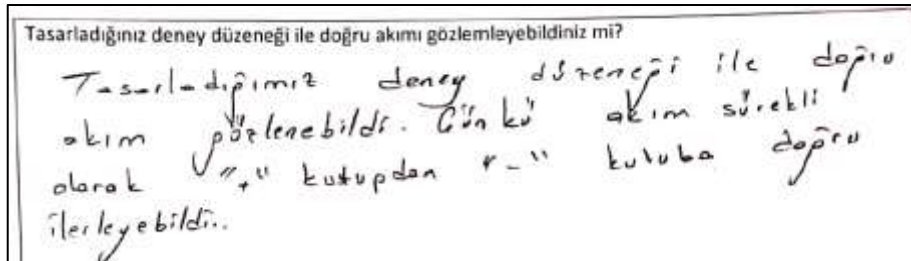 Tasarladığınız deney düzeneği ile doğru akımı gözlemleyebildiniz mi?
Tasarladığımız deney düzeneği ile doğru
akım gözlenebildi. Çünkü akım sürekli
olarak "+" kutupdan "-" kutuba doğru
ilerleyebildi..